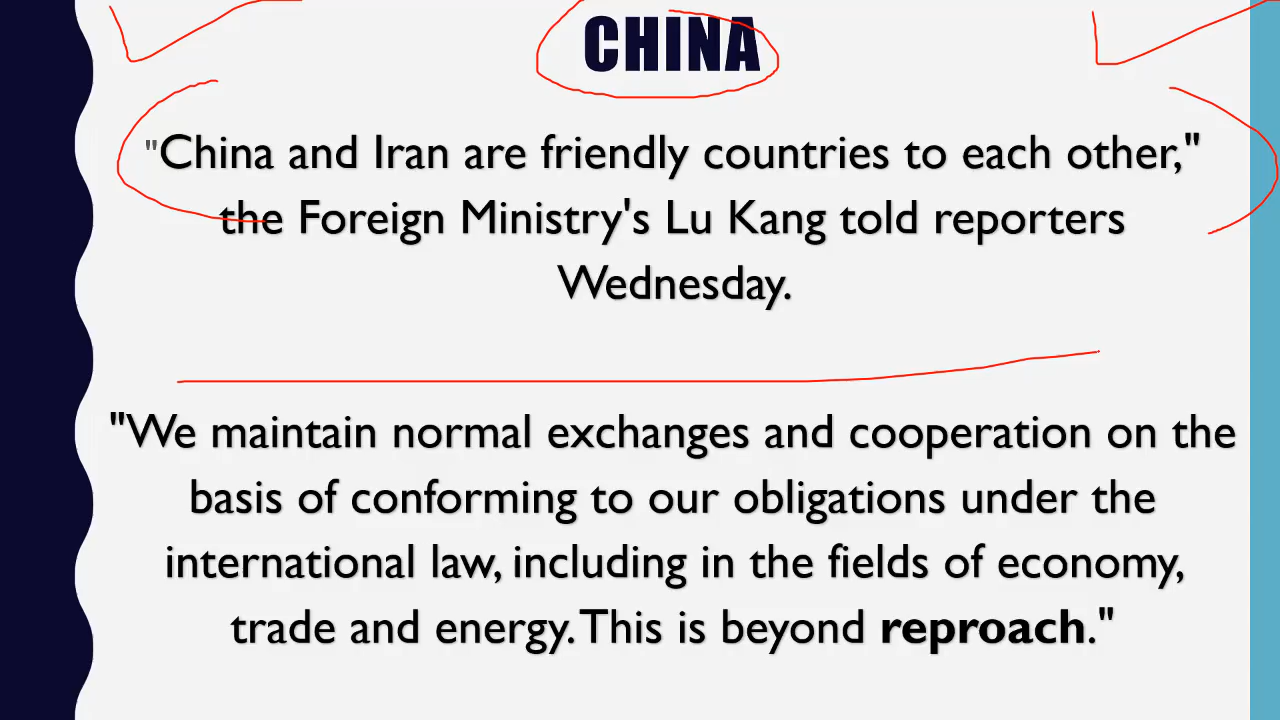 CHINA
"China and Iran are friendly countries to each other,"
the Foreign Ministry's Lu Kang told reporters
Wednesday.
"We maintain normal exchanges and cooperation on the
basis of conforming to our obligations under the
international law, including in the fields of economy,
trade and energy. This is beyond reproach."